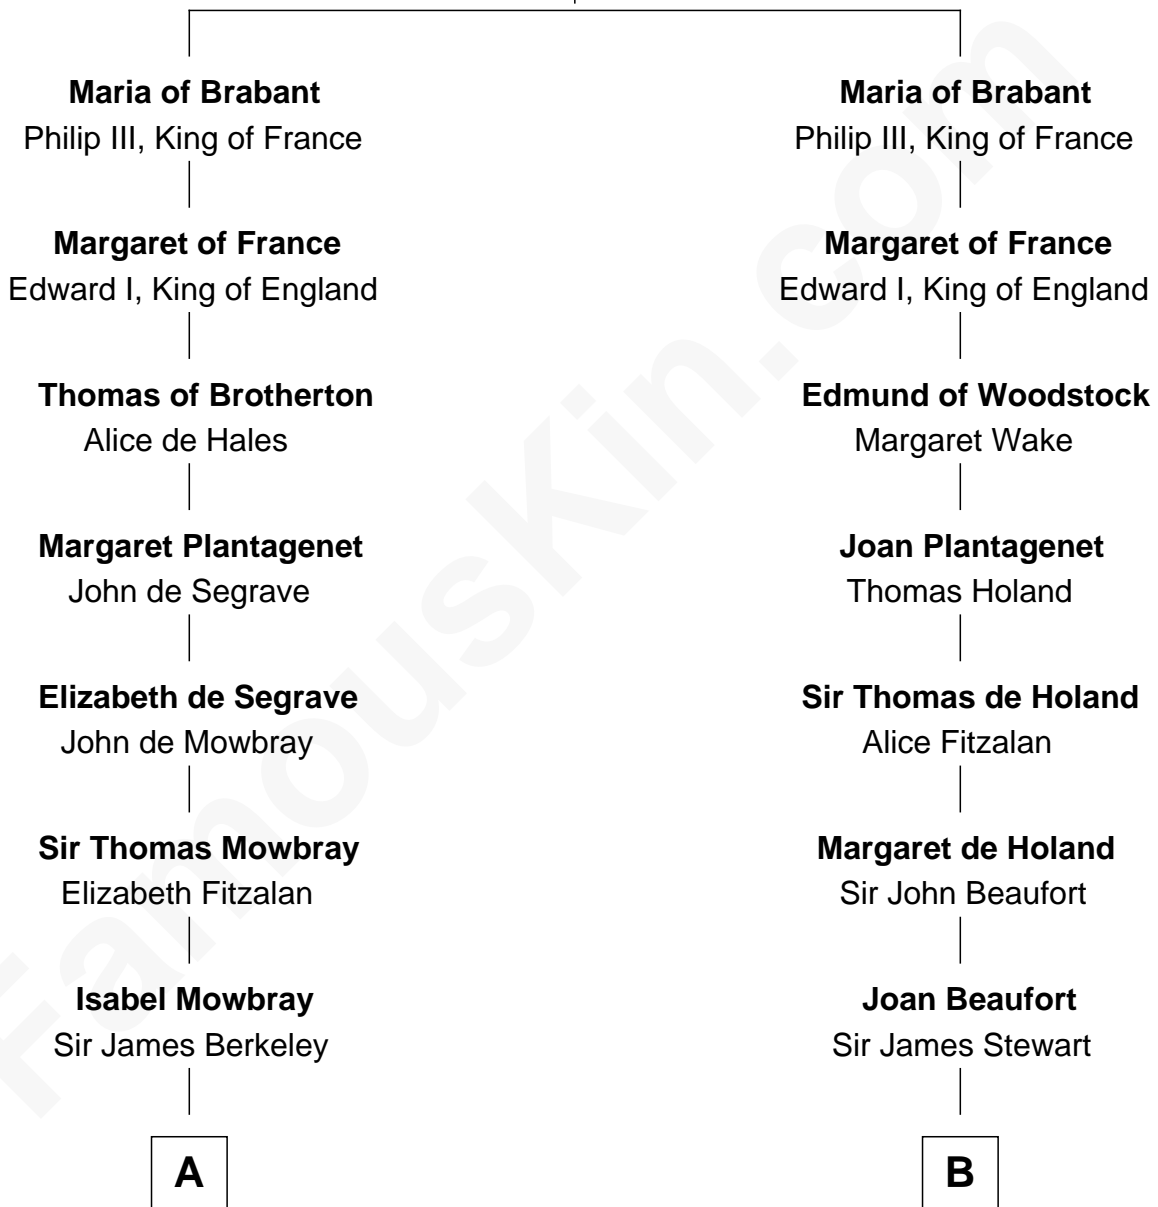 Maria of Brabant
Philip III, King of France
Margaret of France
Edward I, King of England
Thomas of Brotherton
Alice de Hales
Margaret Plantagenet
John de Segrave
Elizabeth de Segrave
John de Mowbray
Sir Thomas Mowbray
Elizabeth Fitzalan
Isabel Mowbray
Sir James Berkeley
A
Maria of Brabant
Philip III, King of France
Margaret of France
Edward I, King of England
Edmund of Woodstock
Margaret Wake
Joan Plantagenet
Thomas Holand
Sir Thomas de Holand
Alice Fitzalan
Margaret de Holand
Sir John Beaufort
Joan Beaufort
Sir James Stewart
B
FamousKin.com